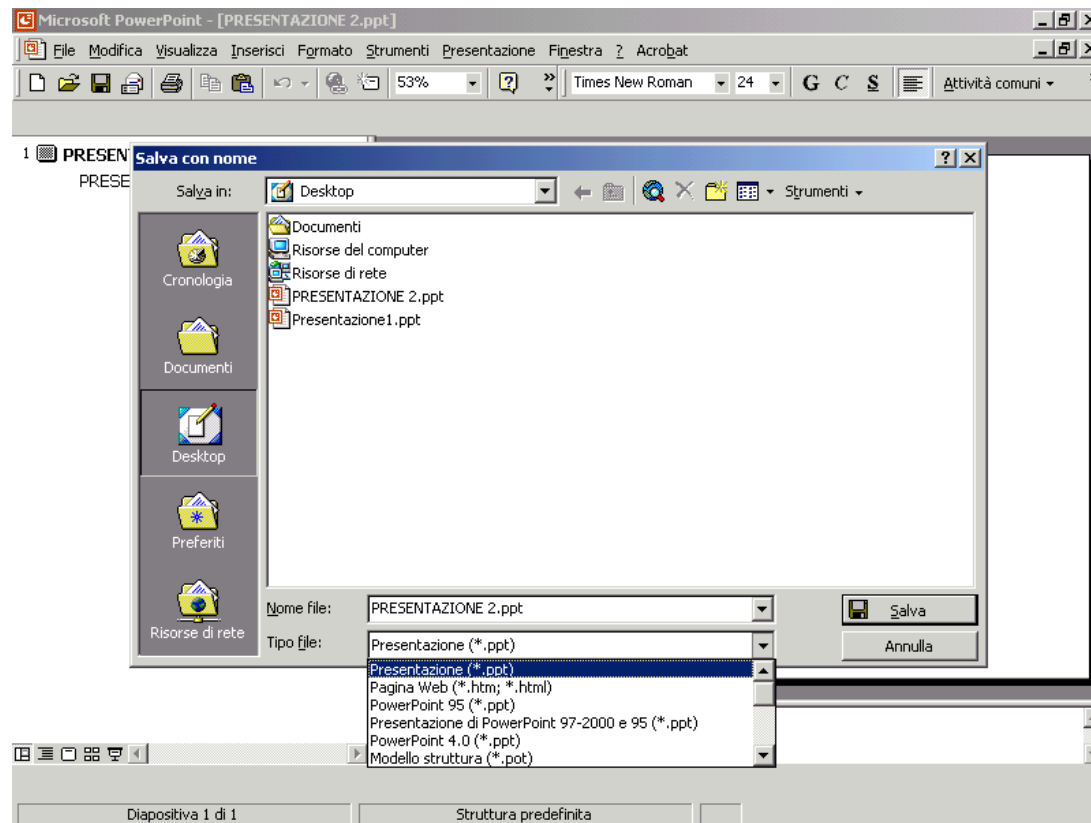 Microsoft PowerPoint - [PRESENTAZIONE 2.ppt]
File Modifica Visualizza Inserisci Formato Strumenti Presentazione Finestra ? Acrobat
53% Times New Roman 24 G C S Attività comuni
1 PRESEN
PRESE
Salva con nome
Salva in: Desktop Strumenti
Cronologia
Documenti
Desktop
Preferiti
Risorse di rete
Documenti
Risorse del computer
Risorse di rete
PRESENTAZIONE 2.ppt
Presentazione1.ppt
Nome file: PRESENTAZIONE 2.ppt Salva
Tipo file: Presentazione (*.ppt) Annulla
Presentazione (*.ppt)
Pagina Web (*.htm; *.html)
PowerPoint 95 (*.ppt)
Presentazione di PowerPoint 97-2000 e 95 (*.ppt)
PowerPoint 4.0 (*.ppt)
Modello struttura (*.pot)
Diapositiva 1 di 1 Struttura predefinita